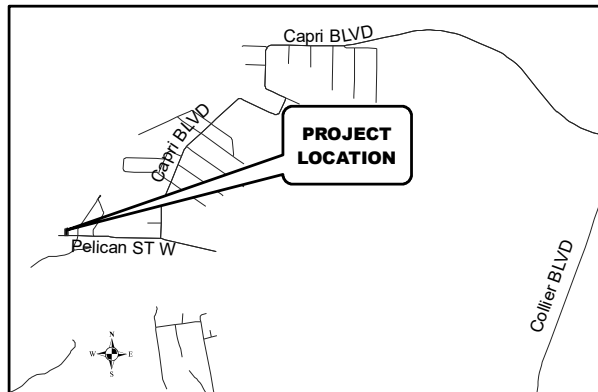 Capri BLVD
Capri BLVD
PROJECT
LOCATION
Pelican ST W
Collier BLVD
N
W E
S